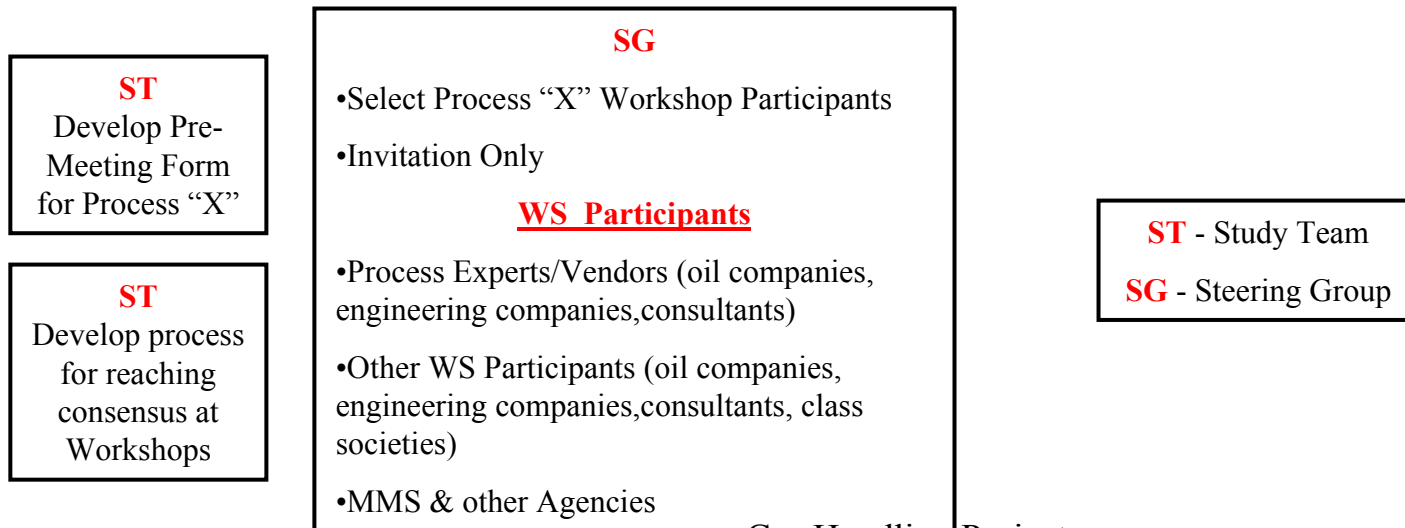 ST
Develop Pre-
Meeting Form
for Process “X”
ST
Develop process
for reaching
consensus at
Workshops
SG
•Select Process “X” Workshop Participants
•Invitation Only
WS Participants
•Process Experts/Vendors (oil companies,
engineering companies,consultants)
•Other WS Participants (oil companies,
engineering companies,consultants, class
societies)
•MMS & other Agencies
ST - Study Team
SG - Steering Group